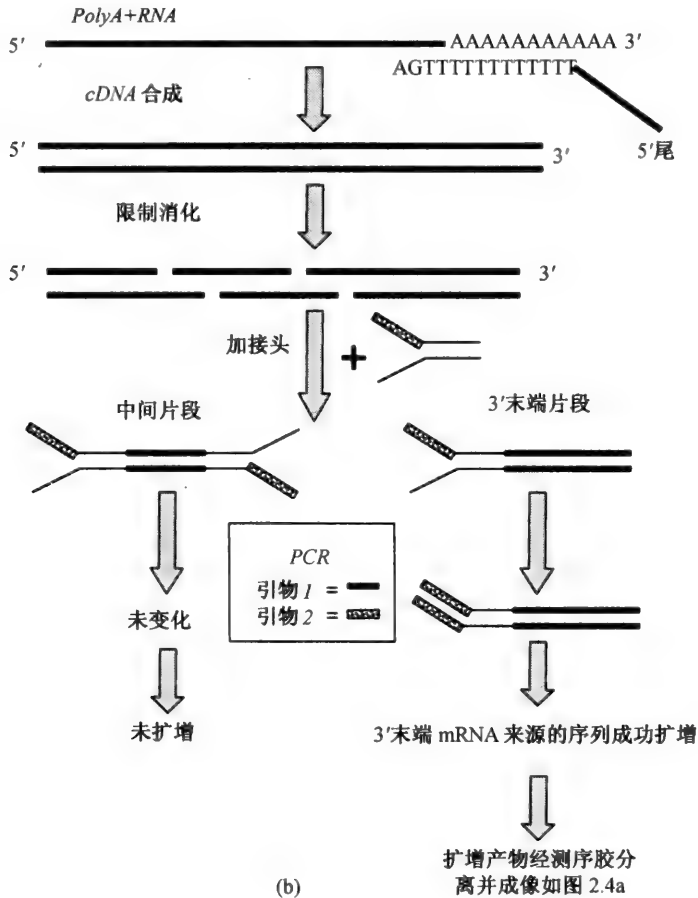 PolyA+RNA
5′ AAAAAAAAAAA 3′
AGTTTTTTTTTTTT
cDNA 合成
5′尾
5′ 3′
限制消化
5′ 3′
加接头 +
中间片段
3′末端片段
PCR
引物1 =
引物2 =
未变化
未扩增
3′末端 mRNA 来源的序列成功扩增
扩增产物经测序胶分
离并成像如图 2.4a
(b)